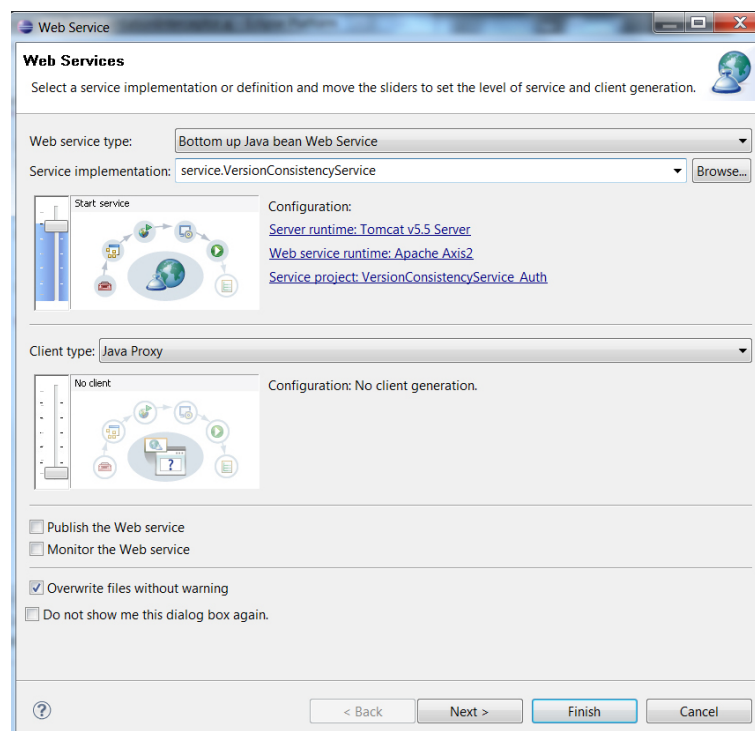 Web Service
Web Services
Select a service implementation or definition and move the sliders to set the level of service and client generation.
Web service type: Bottom up Java bean Web Service
Service implementation: service.VersionConsistencyService Browse...
Start service
Configuration:
Server runtime: Tomcat v5.5 Server
Web service runtime: Apache Axis2
Service project: VersionConsistencyService_Auth
Client type: Java Proxy
No client
Configuration: No client generation.
Publish the Web service
Monitor the Web service
Overwrite files without warning
Do not show me this dialog box again.
? < Back Next > Finish Cancel